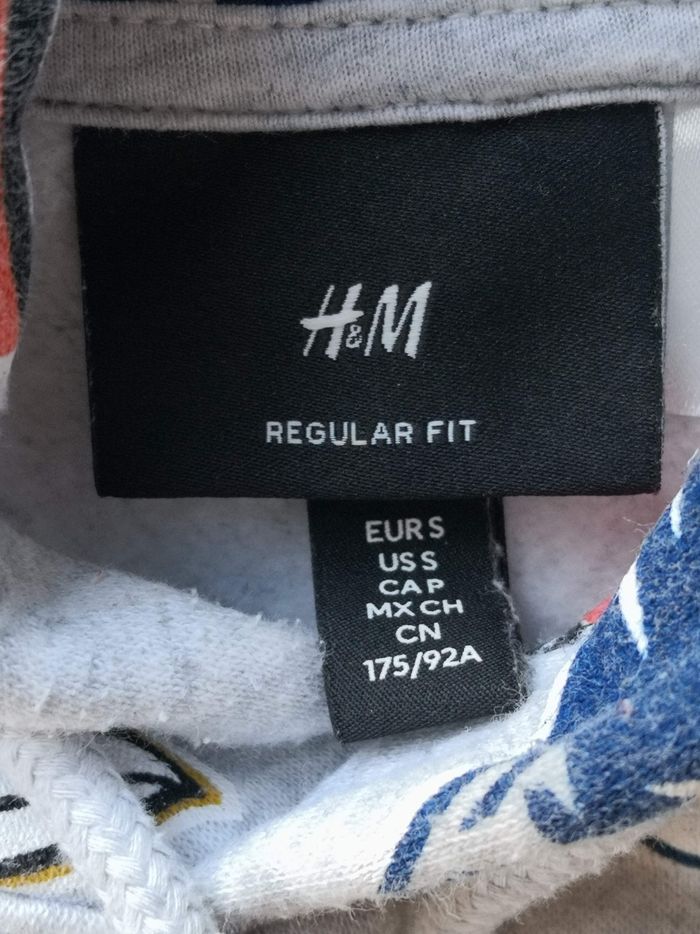 H&M
REGULAR FIT
EUR S
US S
CA P
MX CH
CN
175/92A